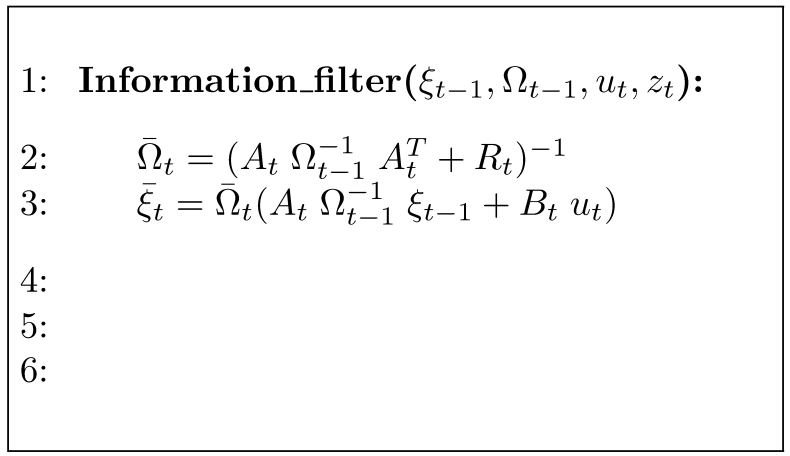 1: Information_filter(ξ_{t−1}, Ω_{t−1}, u_t, z_t):
2: Ω̄_t = (A_t Ω_{t−1}^{−1} A_t^T + R_t)^{−1}
3: ξ̄_t = Ω̄_t(A_t Ω_{t−1}^{−1} ξ_{t−1} + B_t u_t)
4:
5:
6: